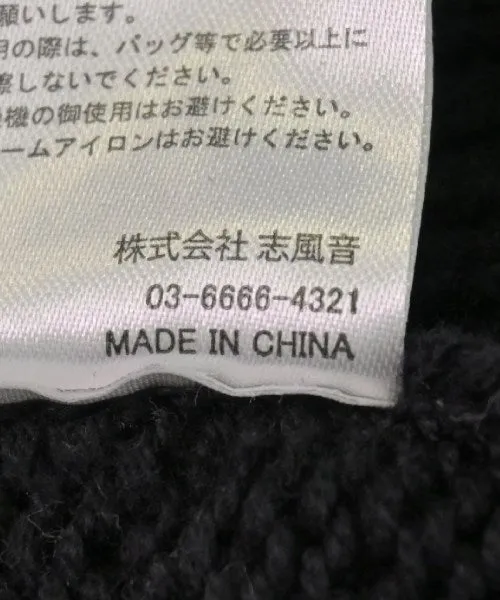 願いします。
用の際は、バッグ等で必要以上に
擦しないでください。
機の御使用はお避けください。
ームアイロンはお避けください。
株式会社 志風音
03-6666-4321
MADE IN CHINA